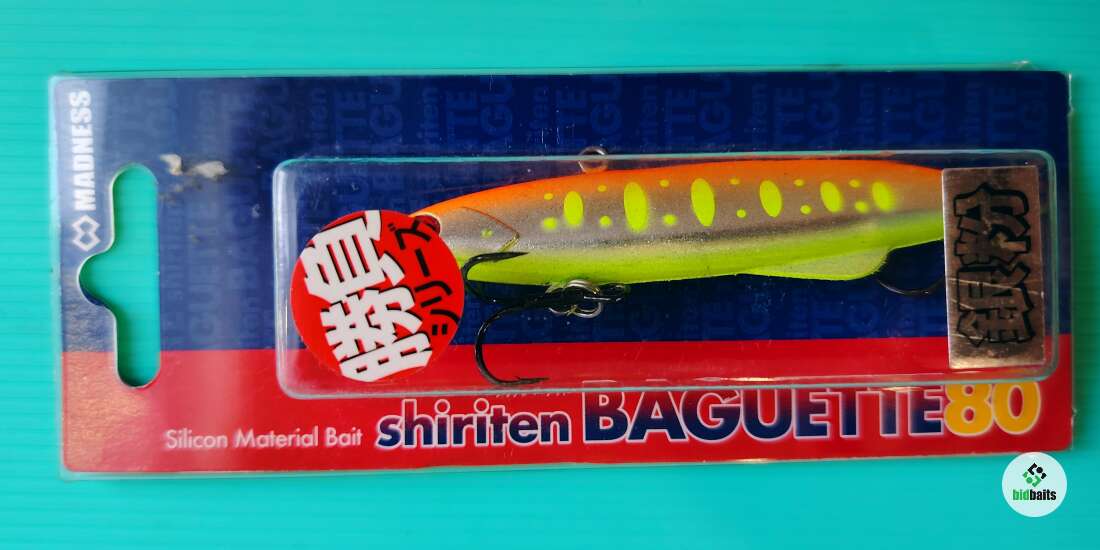 MADNESS
勝負
シリーズ
銀粉
Silicon Material Bait
shiriten BAGUETTE80
bidbaits